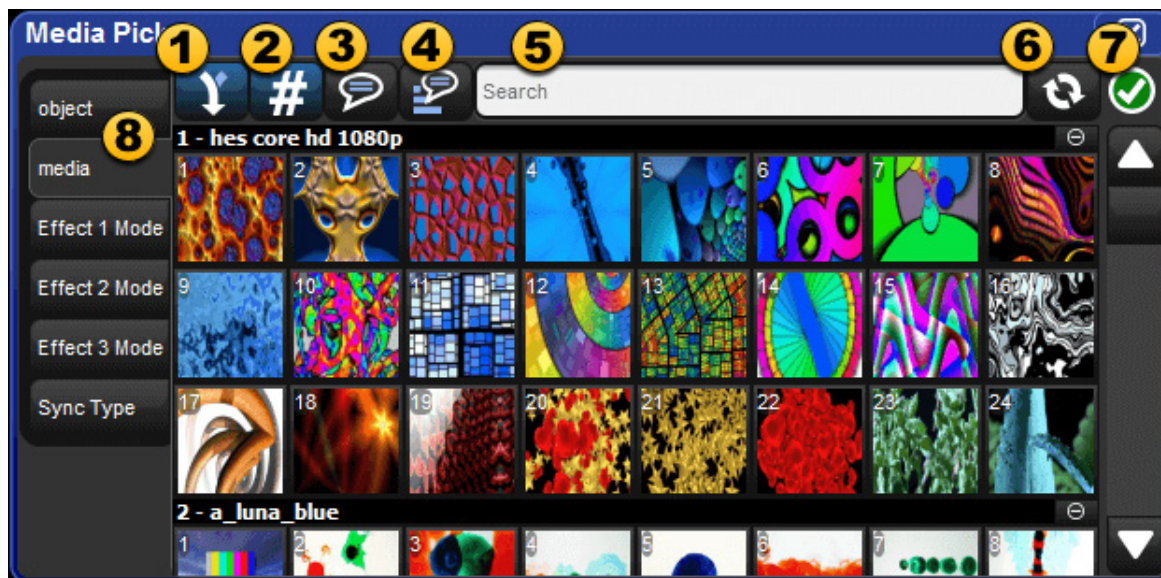 Media Pick
1 2 3 4 5 6 7
# Search
object
8
media
Effect 1 Mode
Effect 2 Mode
Effect 3 Mode
Sync Type
1 - hes core hd 1080p
1 2 3 4 5 6 7 8
9 10 11 12 13 14 15 16
17 18 19 20 21 22 23 24
2 - a_luna_blue
1 2 3 4 5 6 7 8